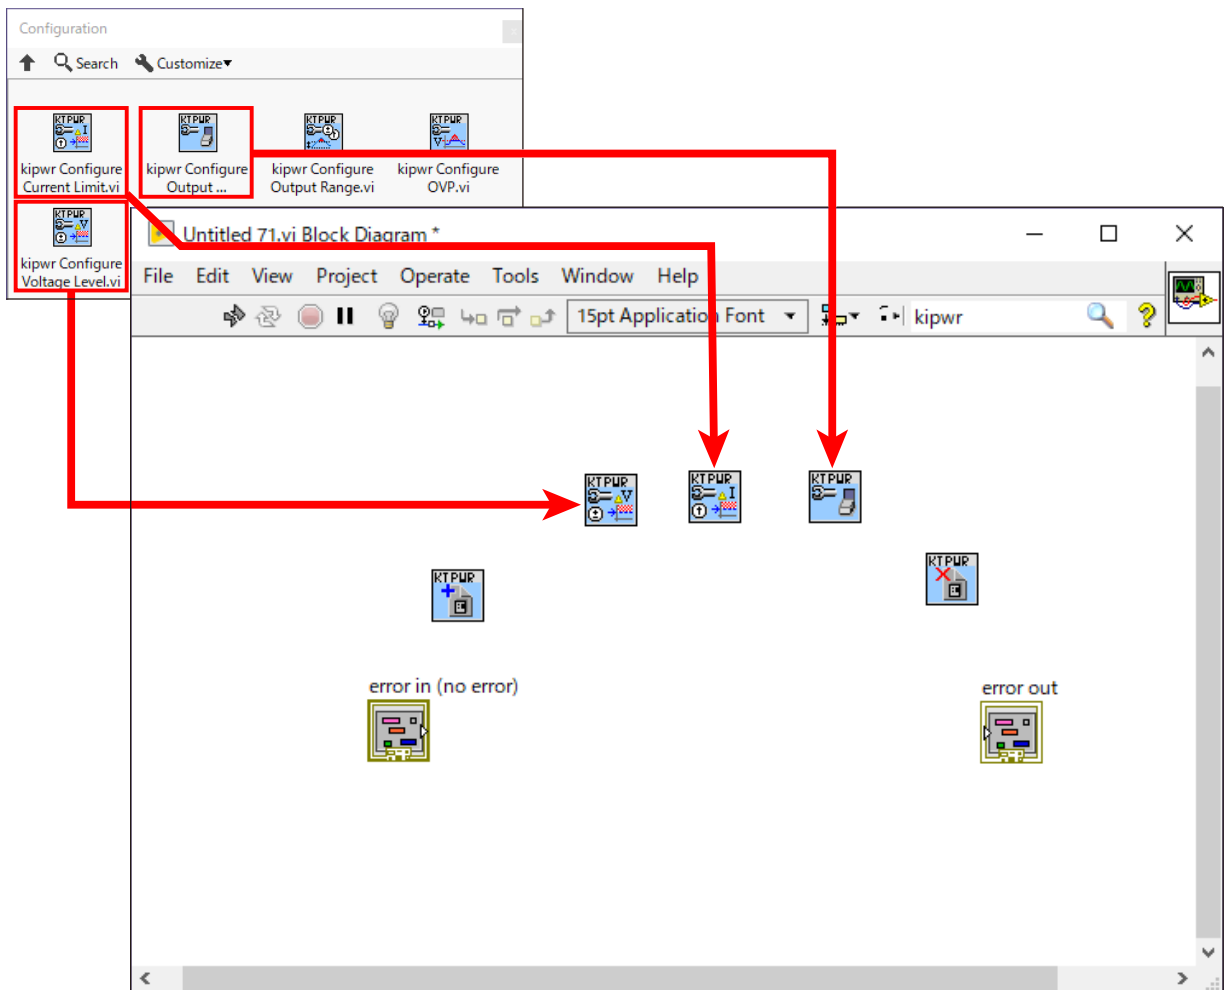 Configuration
Search Customize
KTPWR KTPWR KTPWR KTPWR
kipwr Configure
Current Limit.vi
kipwr Configure
Output ...
kipwr Configure
Output Range.vi
kipwr Configure
OVP.vi
KTPWR
kipwr Configure
Voltage Level.vi
Untitled 71.vi Block Diagram *
File Edit View Project Operate Tools Window Help
15pt Application Font kipwr
KTPWR KTPWR KTPWR
KTPWR KTPWR
error in (no error)
error out